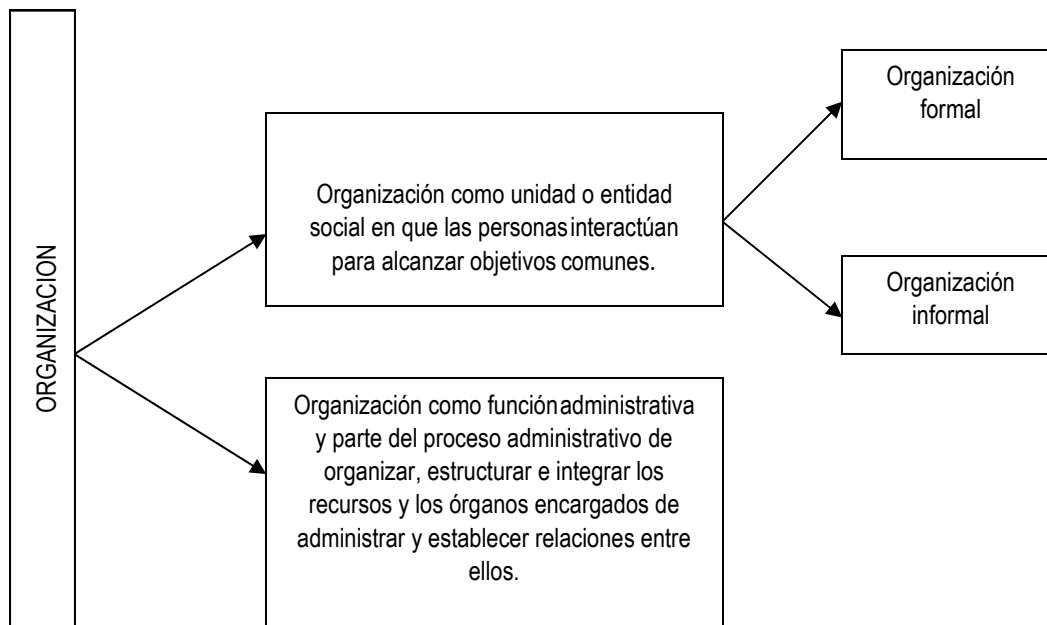 ORGANIZACION
Organización como unidad o entidad
social en que las personas interactúan
para alcanzar objetivos comunes.
Organización
formal
Organización
informal
Organización como función administrativa
y parte del proceso administrativo de
organizar, estructurar e integrar los
recursos y los órganos encargados de
administrar y establecer relaciones entre
ellos.